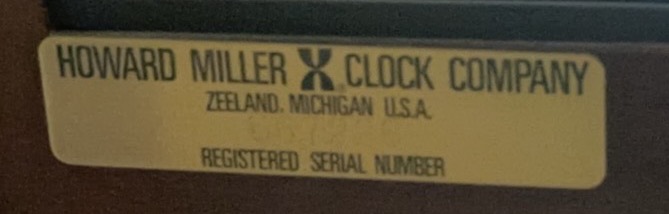 HOWARD MILLER CLOCK COMPANY
ZEELAND, MICHIGAN U.S.A.
REGISTERED SERIAL NUMBER